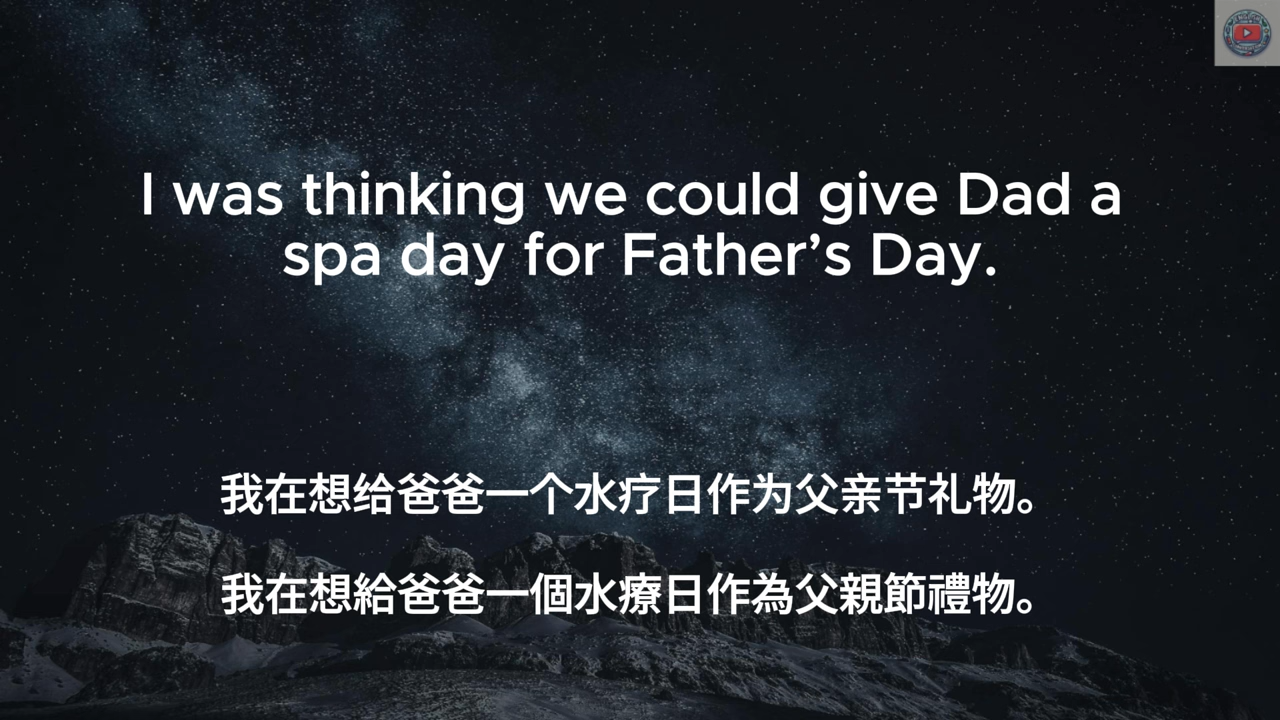 I was thinking we could give Dad a
spa day for Father’s Day.
我在想给爸爸一个水疗日作为父亲节礼物。
我在想給爸爸一個水療日作為父親節禮物。